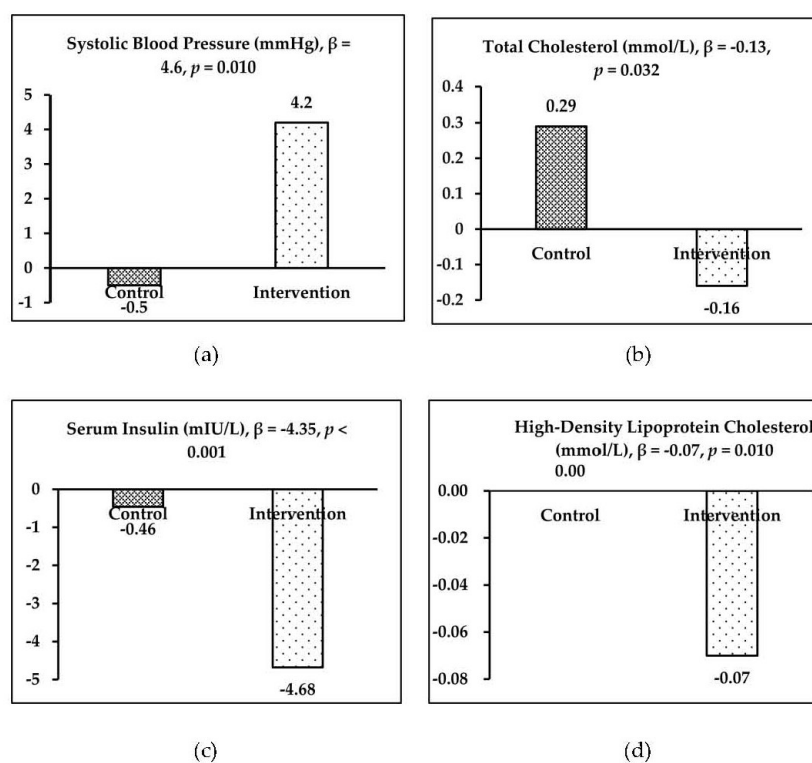 Systolic Blood Pressure (mmHg), β =
4.6, p = 0.010
5
4
3
2
1
0
-1
4.2
Control
-0.5
Intervention
(a)
Total Cholesterol (mmol/L), β = -0.13,
p = 0.032
0.4
0.3
0.2
0.1
0
-0.1
-0.2
0.29
Control
Intervention
-0.16
(b)
Serum Insulin (mIU/L), β = -4.35, p <
0.001
0
-1
-2
-3
-4
-5
Control
-0.46
Intervention
-4.68
(c)
High-Density Lipoprotein Cholesterol
(mmol/L), β = -0.07, p = 0.010
0.00
0.00
-0.02
-0.04
-0.06
-0.08
Control
Intervention
-0.07
(d)